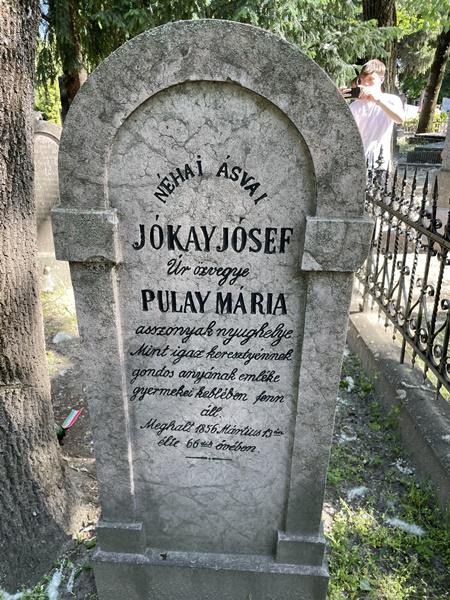 NÉHAI ÁSVAI
JÓKAY JÓSEF
Úr özvegye
PULAY MÁRIA
asszonyak nyughelye.
Mint igaz keresztyénnek
gondos anyának emléke
gyermekei keblében fenn
áll.
Meghalt 1856 Március 13án
élte 66dik évében.